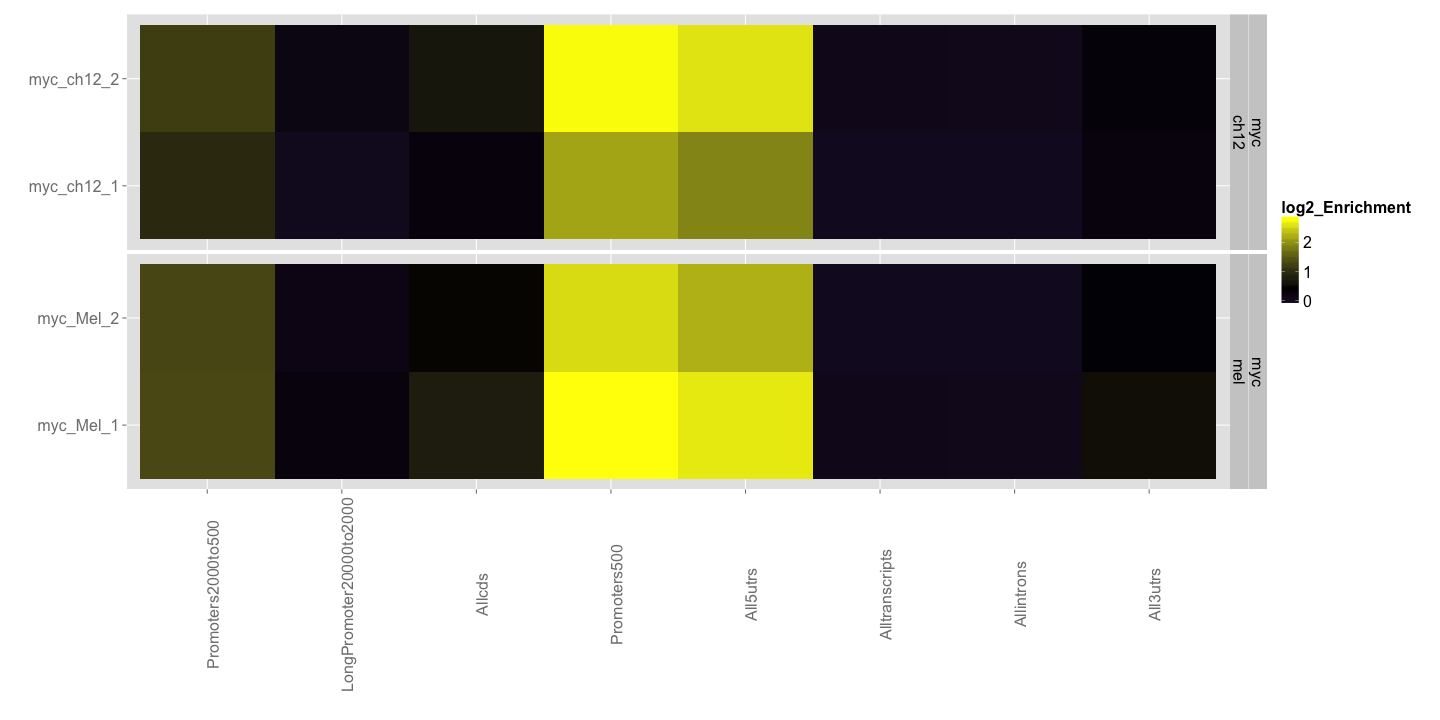 myc_ch12_2
myc_ch12_1
myc
ch12
myc_Mel_2
myc_Mel_1
myc
mel
log2_Enrichment
2
1
0
Promoters2000to500
LongPromoter20000to2000
Allcds
Promoters500
All5utrs
Alltranscripts
Allintrons
All3utrs